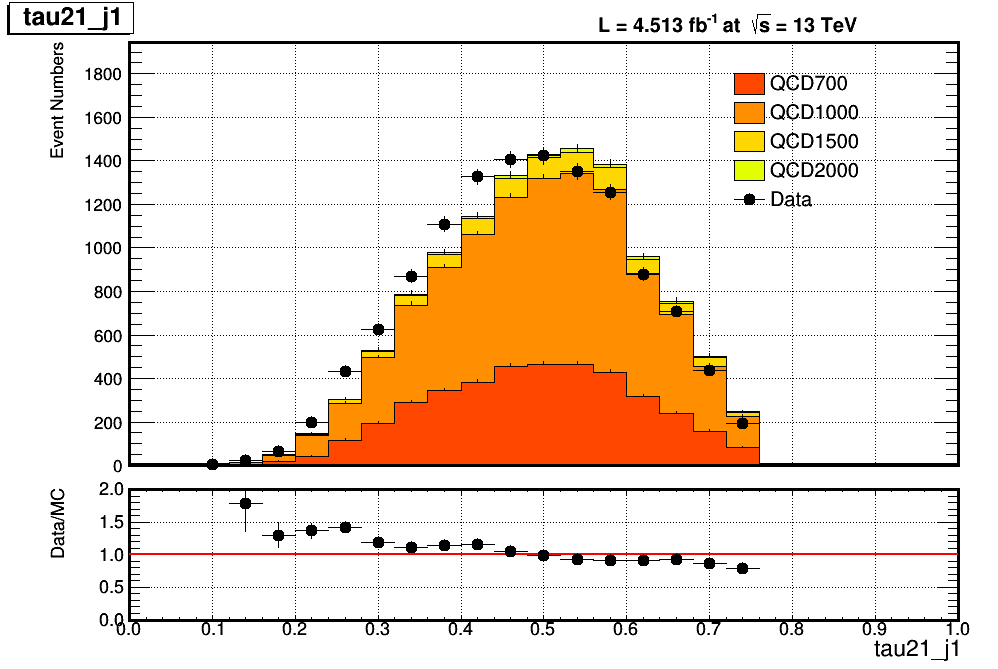 tau21_j1
L = 4.513 fb⁻¹ at √s = 13 TeV
Event Numbers
1800
1600
1400
1200
1000
800
600
400
200
0
QCD700
QCD1000
QCD1500
QCD2000
Data
Data/MC
2.0
1.5
1.0
0.5
0.0
0.0 0.1 0.2 0.3 0.4 0.5 0.6 0.7 0.8 0.9 1.0
tau21_j1